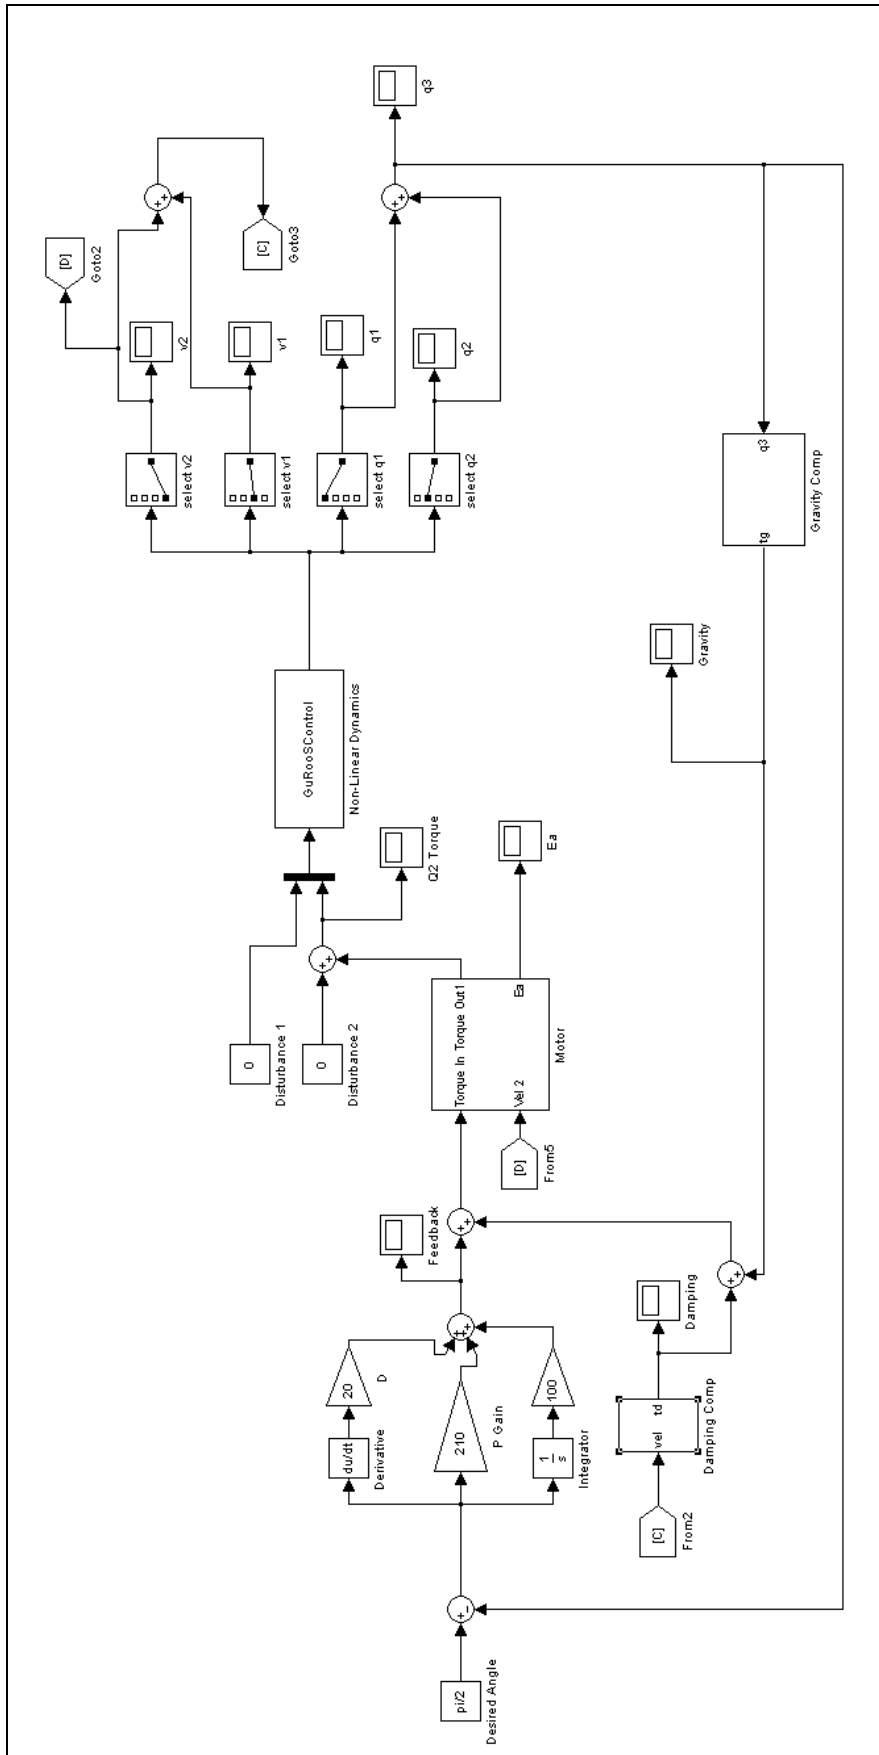 pi/2
Desired Angle
+-
du/dt
Derivative
20
D
210
P Gain
1
s
Integrator
100
++
+
Feedback
[C]
From2
vel
td
Damping Comp
Damping
++
++
[D]
From5
Torque In
Torque Out1
Vel 2
Ea
Motor
Ea
0
Disturbance 1
0
Disturbance 2
++
Q2 Torque
GuRooSControl
Non-Linear Dynamics
select v2
select v1
select q1
select q2
v2
v1
q1
q2
[D]
Goto2
++
[C]
Goto3
++
q3
Gravity
tg
q3
Gravity Comp